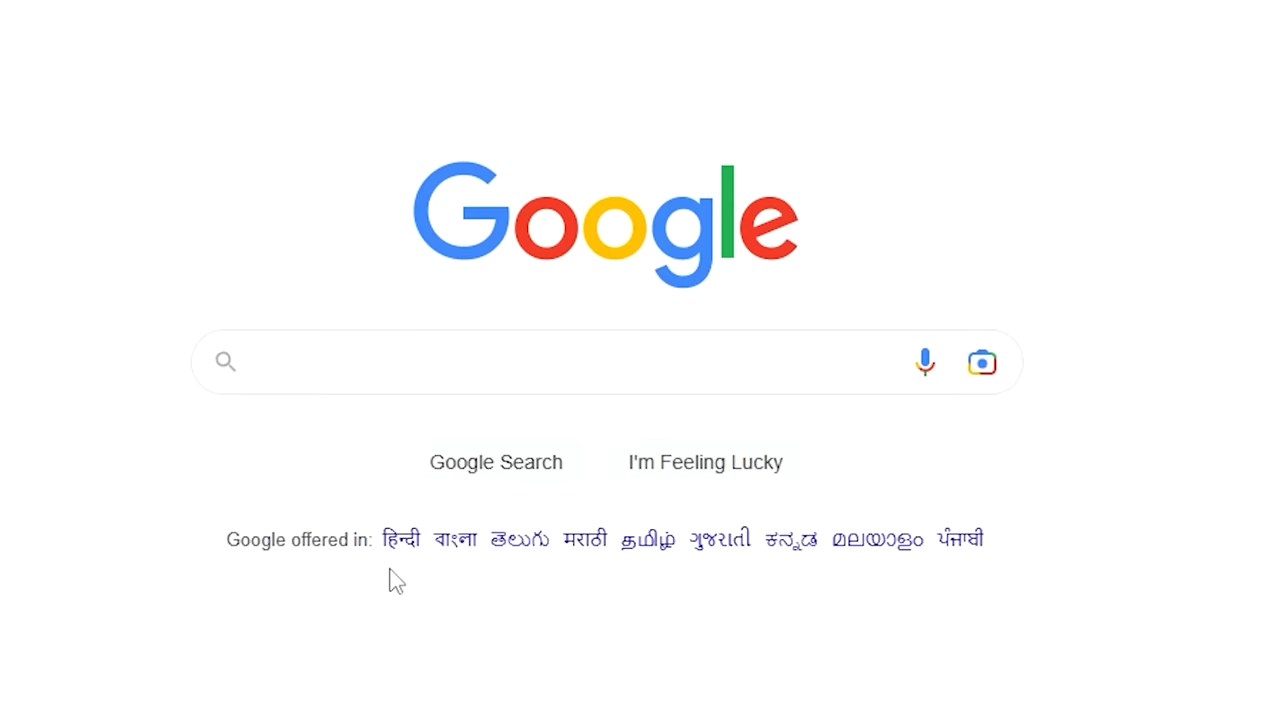 Google
Google Search I'm Feeling Lucky
Google offered in: हिन्दी বাংলা తెలుగు मराठी தமிழ் ગુજરાતી ಕನ್ನಡ മലയാളം ਪੰਜਾਬੀ